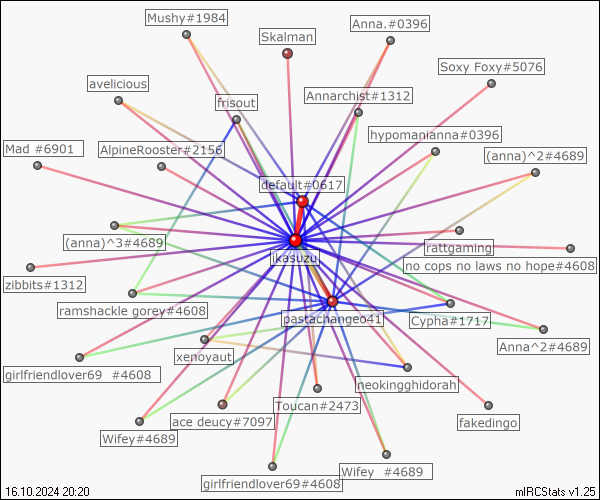 Mushy#1984
Anna.#0396
Skalman
Soxy Foxy#5076
avelicious
Annarchist#1312
frisout
hypomanianna#0396
Mad #6901
AlpineRooster#2156
(anna)^2#4689
default#0617
(anna)^3#4689
rattgaming
ikasuzu
no cops no laws no hope#4608
zibbits#1312
ramshackle gorey#4608
pastachangeo41
Cypha#1717
Anna^2#4689
xenoyaut
girlfriendlover69 #4608
neokingghidorah
Toucan#2473
ace deucy#7097
fakedingo
Wifey#4689
Wifey #4689
girlfriendlover69#4608
16.10.2024 20:20
mIRCStats v1.25